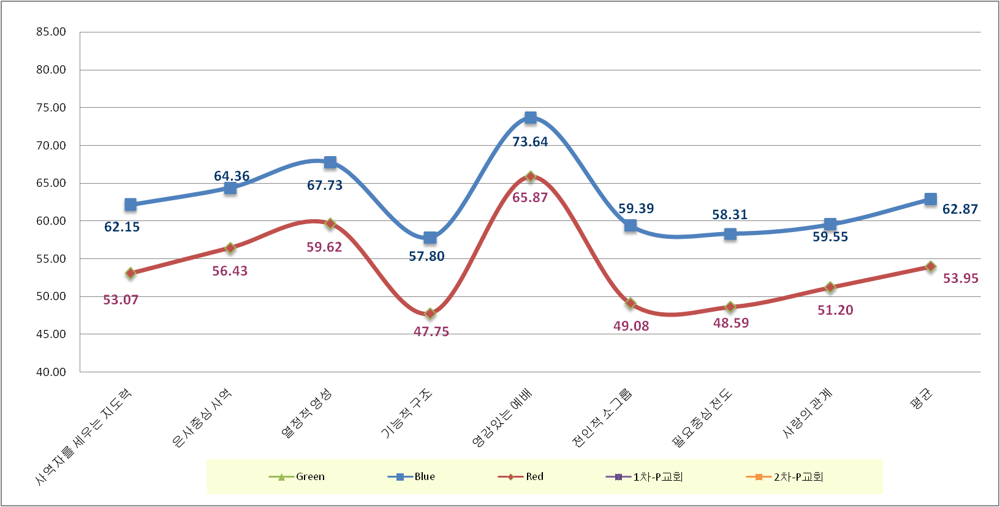 85.00
80.00
75.00
70.00
65.00
60.00
55.00
50.00
45.00
40.00
62.15
64.36
67.73
57.80
73.64
59.39
58.31
59.55
62.87
53.07
56.43
59.62
47.75
65.87
49.08
48.59
51.20
53.95
사역자를 세우는 지도력
은사중심 사역
열정적 영성
기능적 구조
영감있는 예배
전인적 소그룹
필요중심 전도
사랑의 관계
평균
Green Blue Red 1차-P교회 2차-P교회